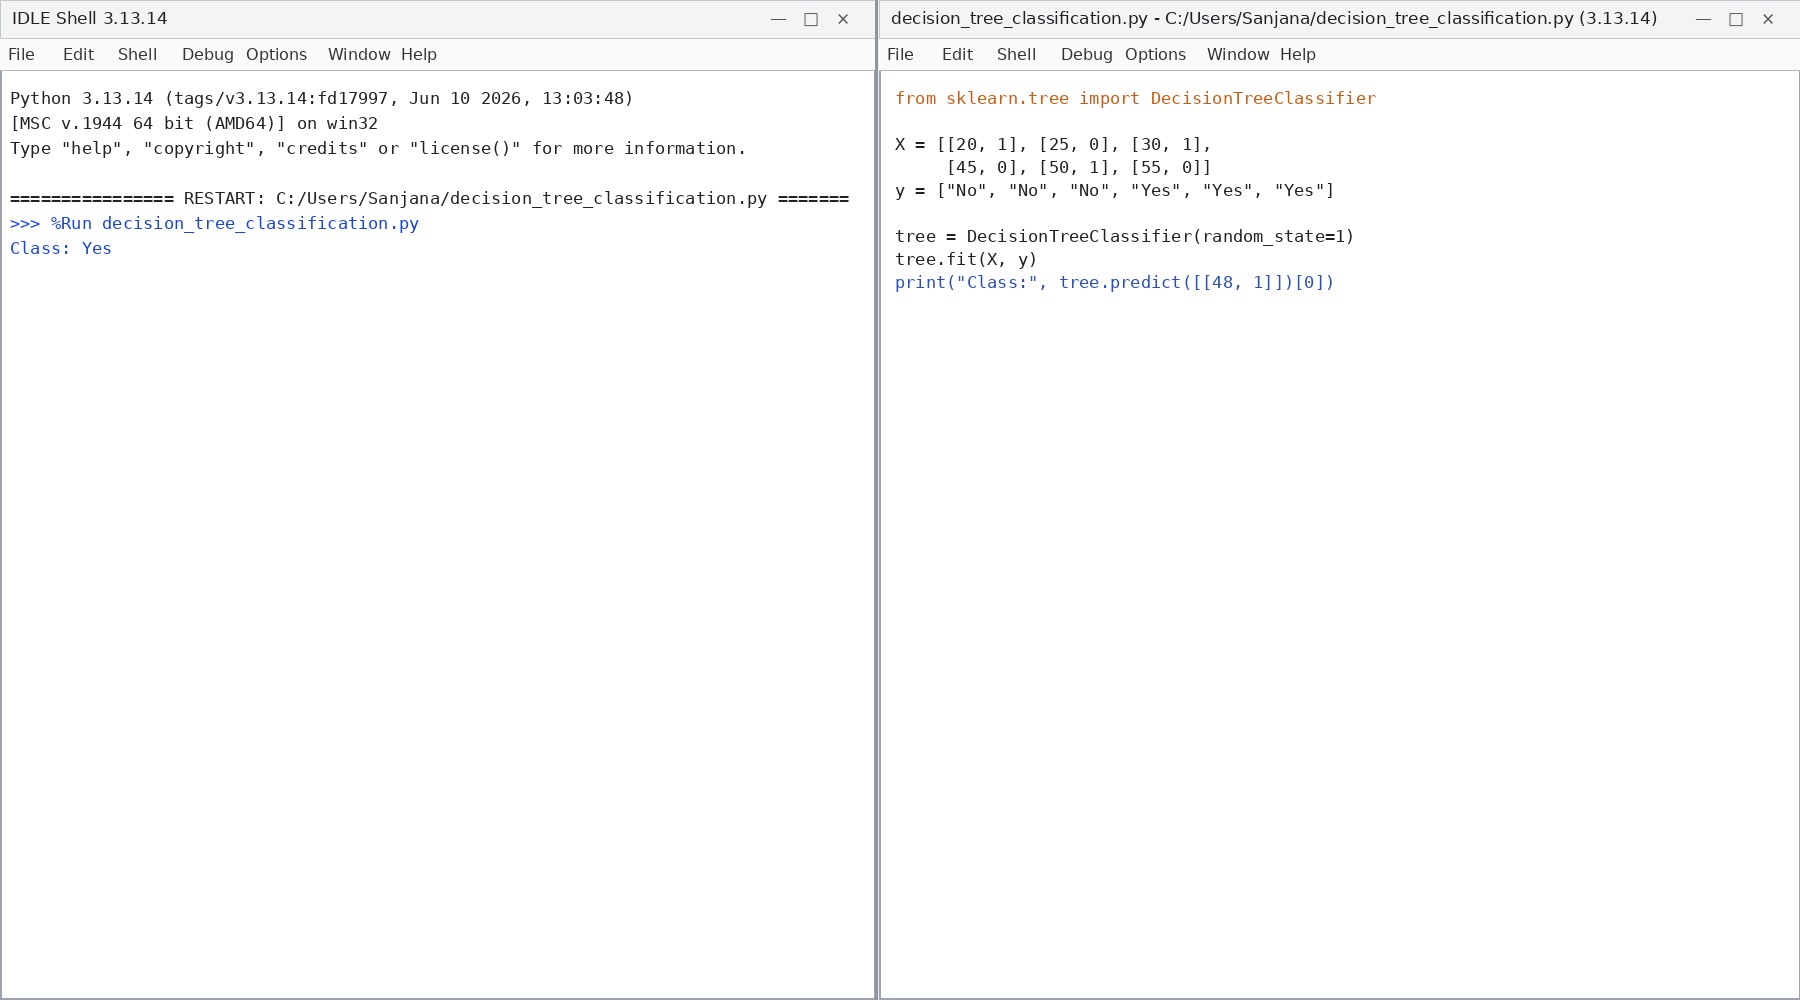 IDLE Shell 3.13.14
File Edit Shell Debug Options Window Help
Python 3.13.14 (tags/v3.13.14:fd17997, Jun 10 2026, 13:03:48)
[MSC v.1944 64 bit (AMD64)] on win32
Type "help", "copyright", "credits" or "license()" for more information.
================ RESTART: C:/Users/Sanjana/decision_tree_classification.py =======
>>> %Run decision_tree_classification.py
Class: Yes
decision_tree_classification.py - C:/Users/Sanjana/decision_tree_classification.py (3.13.14)
File Edit Shell Debug Options Window Help
from sklearn.tree import DecisionTreeClassifier
X = [[20, 1], [25, 0], [30, 1],
     [45, 0], [50, 1], [55, 0]]
y = ["No", "No", "No", "Yes", "Yes", "Yes"]
tree = DecisionTreeClassifier(random_state=1)
tree.fit(X, y)
print("Class:", tree.predict([[48, 1]])[0])